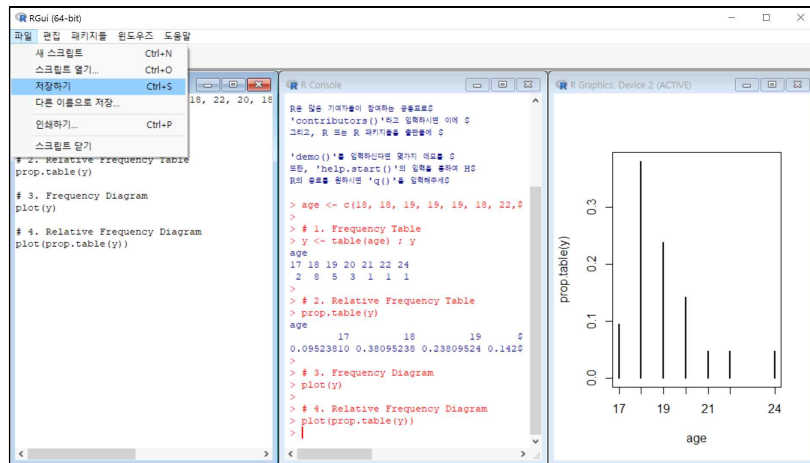 RGui (64-bit)
파일 편집 패키지들 윈도우즈 도움말
새 스크립트 Ctrl+N
스크립트 열기... Ctrl+O
저장하기 Ctrl+S
다른 이름으로 저장...
인쇄하기... Ctrl+P
스크립트 닫기
18, 22, 20, 18
# 2. Relative Frequency Table
prop.table(y)
# 3. Frequency Diagram
plot(y)
# 4. Relative Frequency Diagram
plot(prop.table(y))
R Console
R은 많은 기여자들이 참여하는 공동프로$
'contributors()'라고 입력하시면 이에 $
그리고, R 또는 R 패키지들을 출판물에 $
'demo()'를 입력하신다면 몇가지 데모를 $
또한, 'help.start()'의 입력을 통하여 H$
R의 종료를 원하시면 'q()'을 입력해주세$
> age <- c(18, 18, 19, 19, 19, 18, 22,$
>
> # 1. Frequency Table
> y <- table(age) ; y
age
17 18 19 20 21 22 24
2 8 5 3 1 1 1
>
> # 2. Relative Frequency Table
> prop.table(y)
age
17 18 19 $
0.09523810 0.38095238 0.23809524 0.142$
>
> # 3. Frequency Diagram
> plot(y)
>
> # 4. Relative Frequency Diagram
> plot(prop.table(y))
>
R Graphics: Device 2 (ACTIVE)
prop.table(y)
0.3
0.2
0.1
0.0
17 19 21 24
age